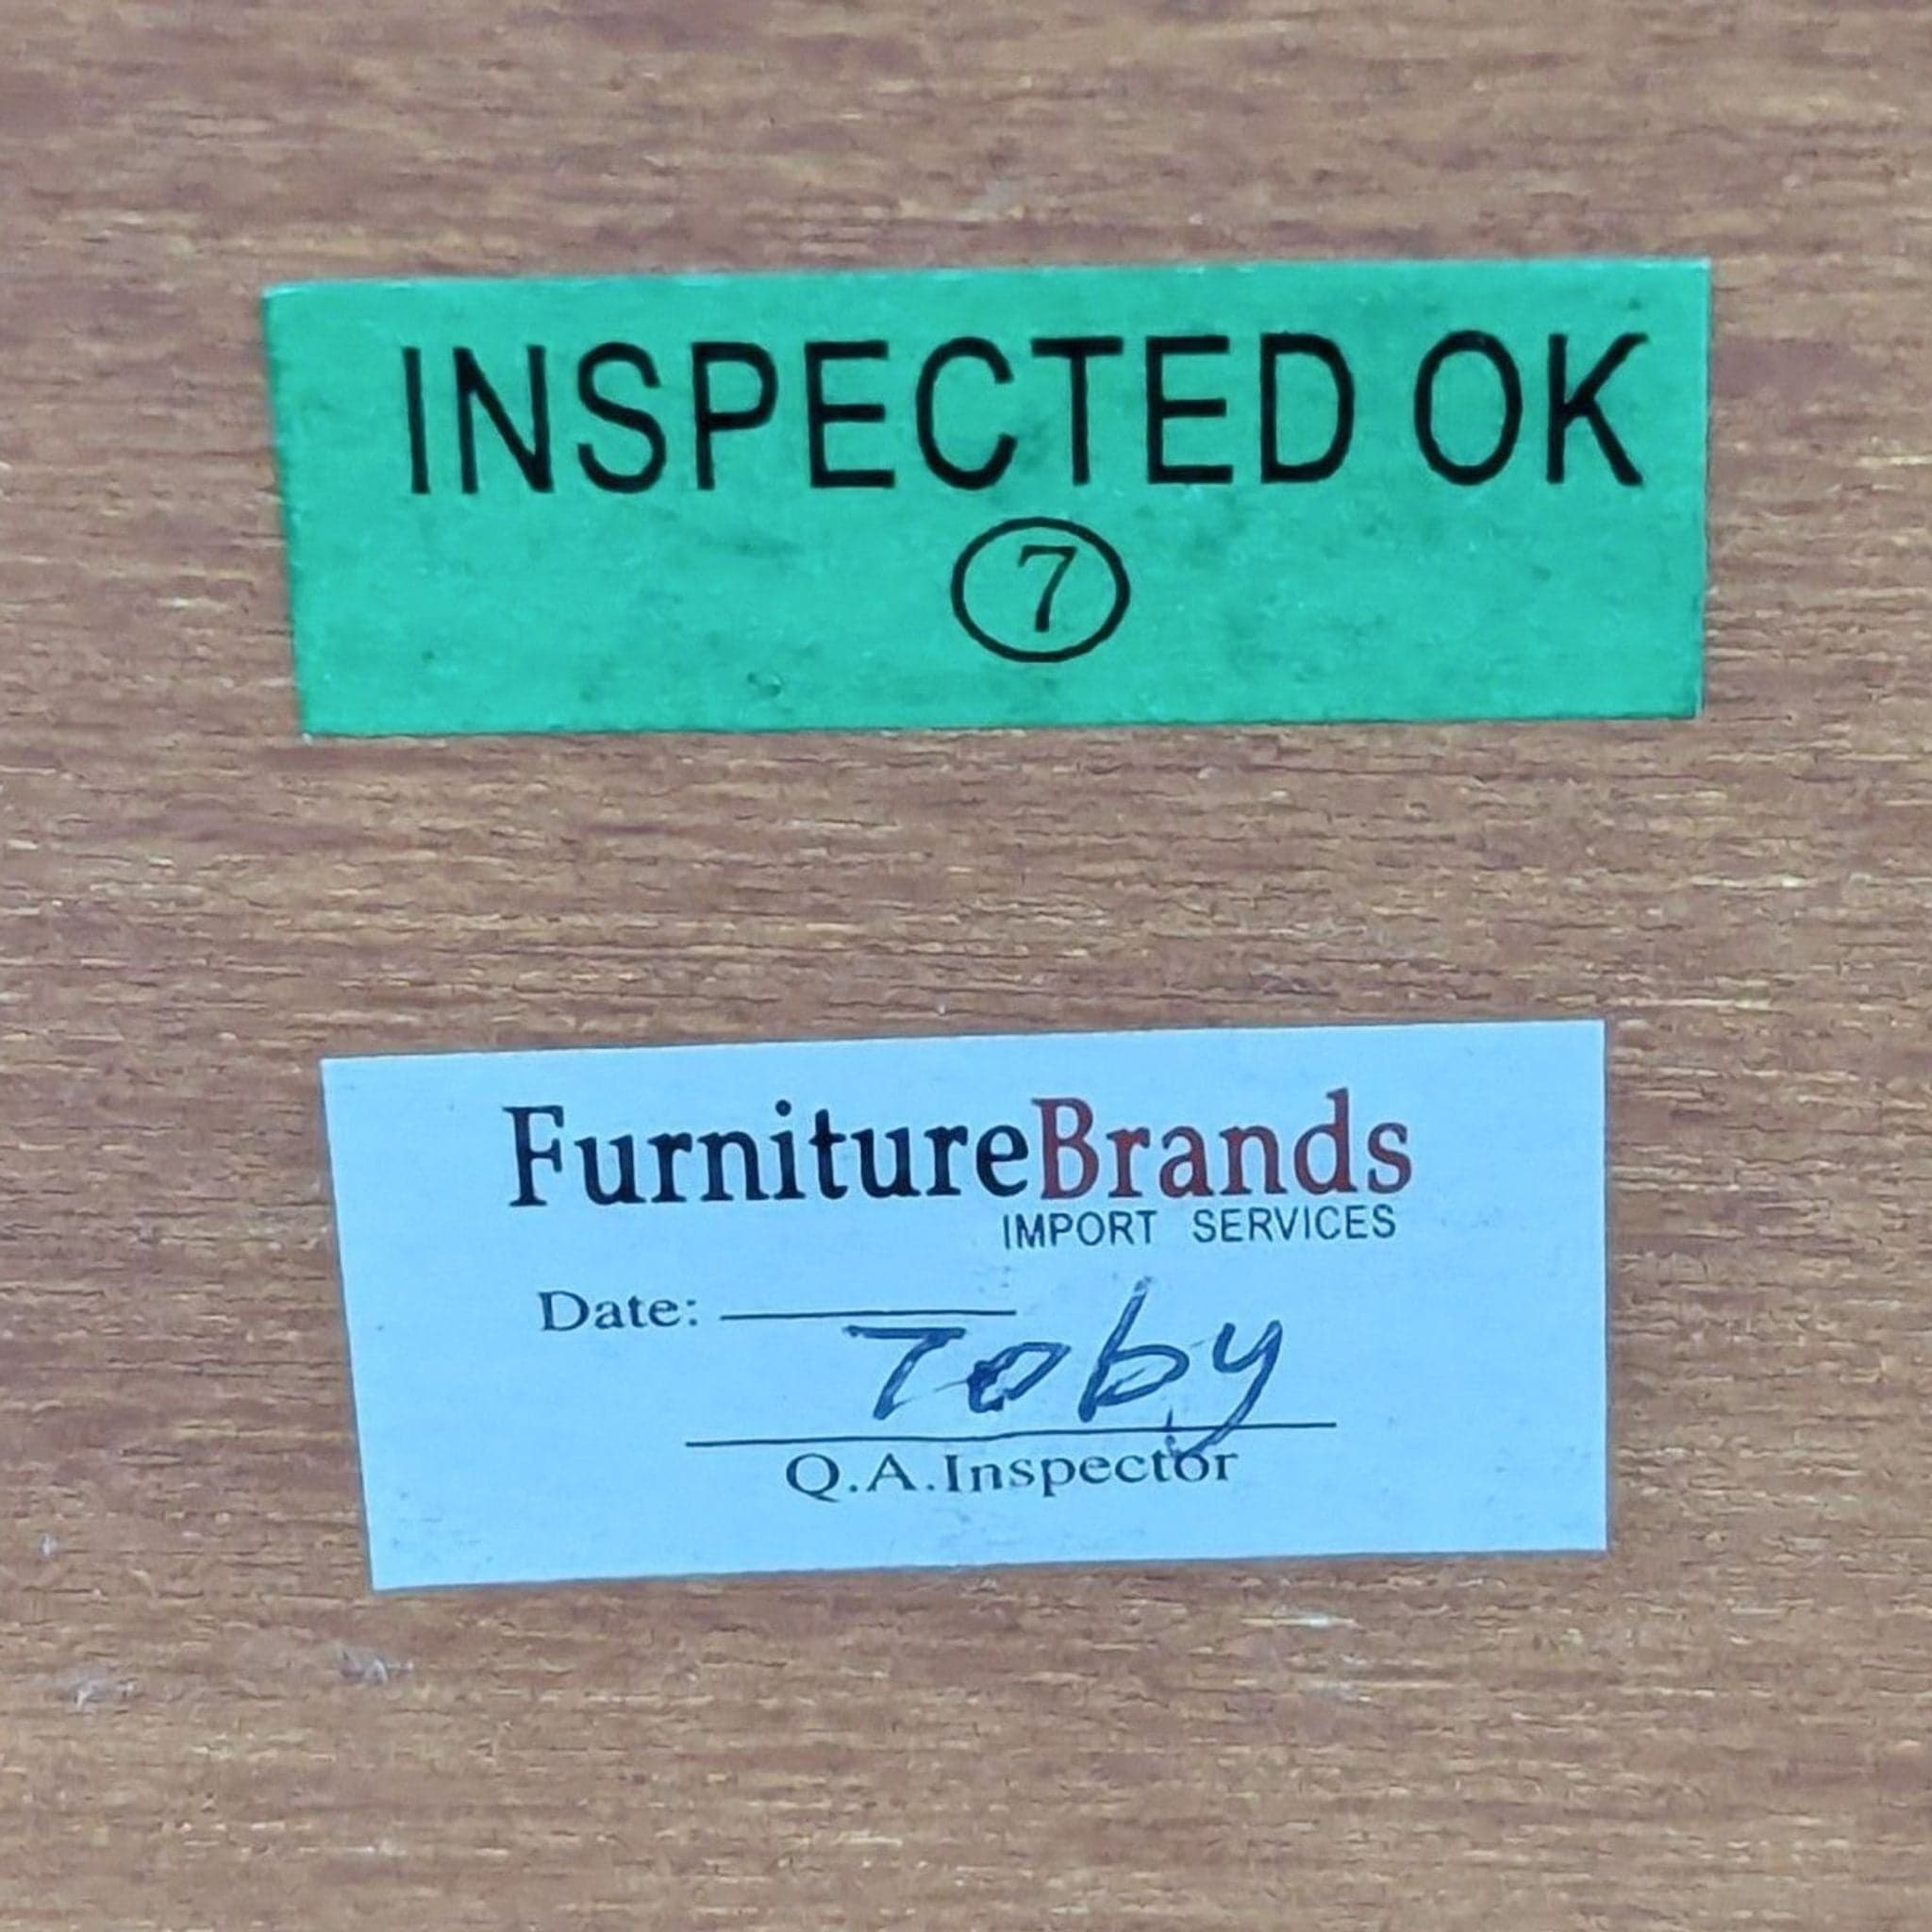 INSPECTED OK
7
FurnitureBrands
IMPORT SERVICES
Date:
Toby
Q.A.Inspector